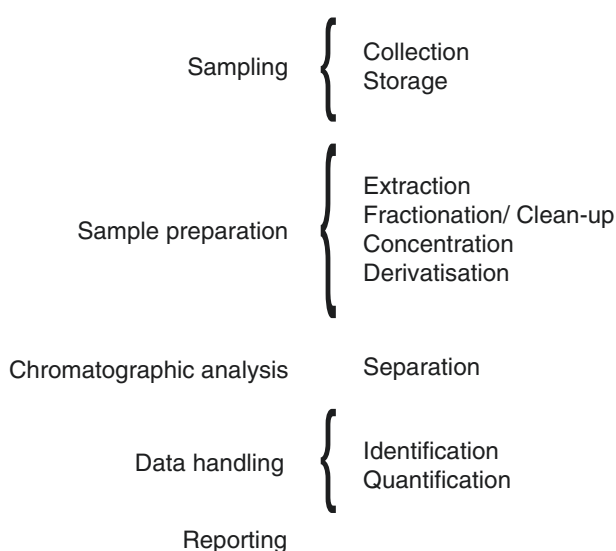 Sampling
Collection
Storage
Sample preparation
Extraction
Fractionation/ Clean-up
Concentration
Derivatisation
Chromatographic analysis
Separation
Data handling
Identification
Quantification
Reporting